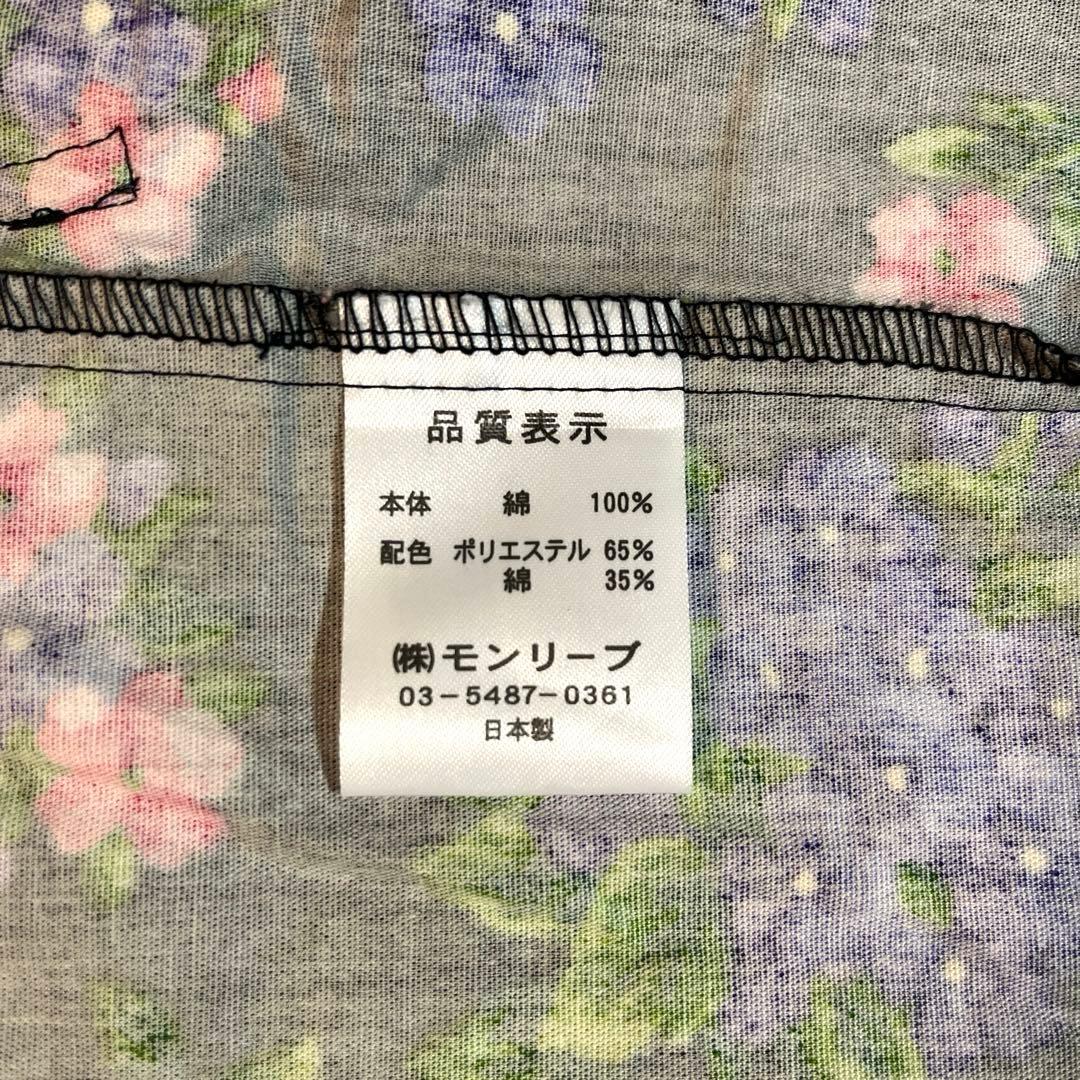 品質表示
本体 綿 100%
配色 ポリエステル 65%
綿 35%
㈱モンリーブ
03-5487-0361
日本製